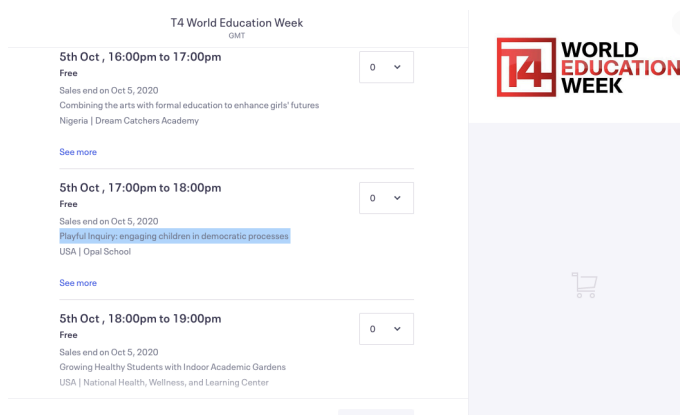 T4 World Education Week
GMT
5th Oct , 16:00pm to 17:00pm
Free
Sales end on Oct 5, 2020
Combining the arts with formal education to enhance girls' futures
Nigeria | Dream Catchers Academy
0
See more
5th Oct , 17:00pm to 18:00pm
Free
Sales end on Oct 5, 2020
Playful Inquiry: engaging children in democratic processes
USA | Opal School
0
See more
5th Oct , 18:00pm to 19:00pm
Free
Sales end on Oct 5, 2020
Growing Healthy Students with Indoor Academic Gardens
USA | National Health, Wellness, and Learning Center
0
T4
WORLD
EDUCATION
WEEK